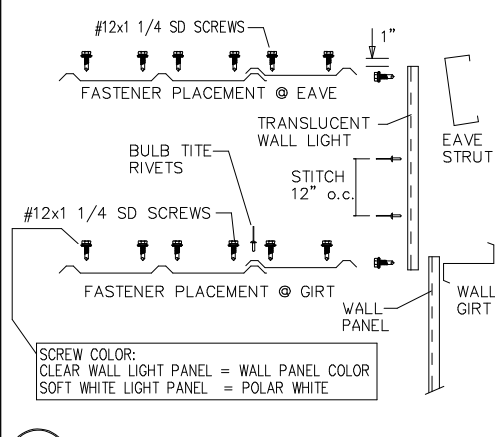 #12x1 1/4 SD SCREWS
1"
FASTENER PLACEMENT @ EAVE
TRANSLUCENT
WALL LIGHT
EAVE
STRUT
BULB TITE
RIVETS
STITCH
12" o.c.
#12x1 1/4 SD SCREWS
FASTENER PLACEMENT @ GIRT
WALL
PANEL
WALL
GIRT
SCREW COLOR:
CLEAR WALL LIGHT PANEL = WALL PANEL COLOR
SOFT WHITE LIGHT PANEL = POLAR WHITE